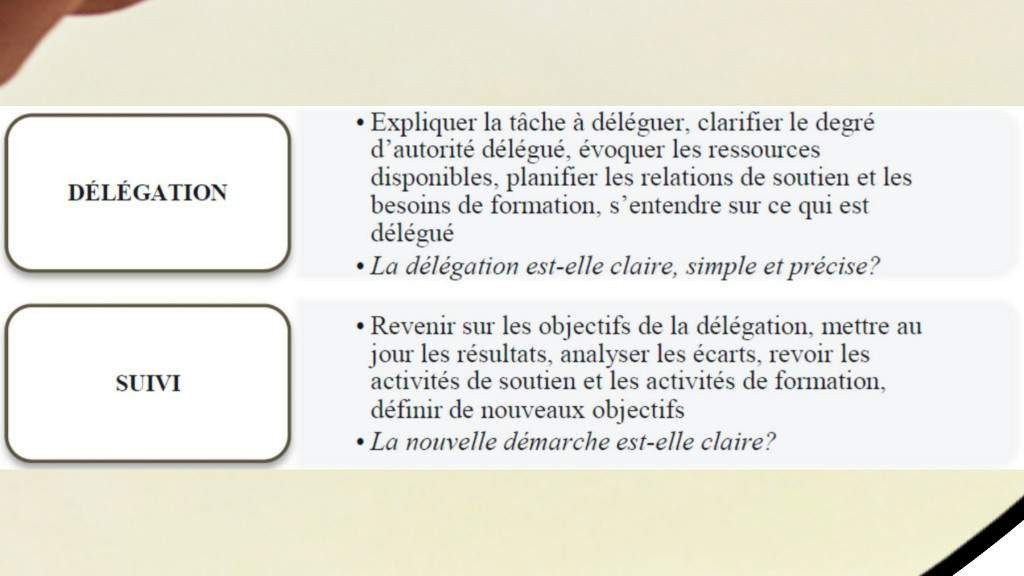 DÉLÉGATION
• Expliquer la tâche à déléguer, clarifier le degré
d’autorité délégué, évoquer les ressources
disponibles, planifier les relations de soutien et les
besoins de formation, s’entendre sur ce qui est
délégué
• La délégation est-elle claire, simple et précise?
SUIVI
• Revenir sur les objectifs de la délégation, mettre au
jour les résultats, analyser les écarts, revoir les
activités de soutien et les activités de formation,
définir de nouveaux objectifs
• La nouvelle démarche est-elle claire?